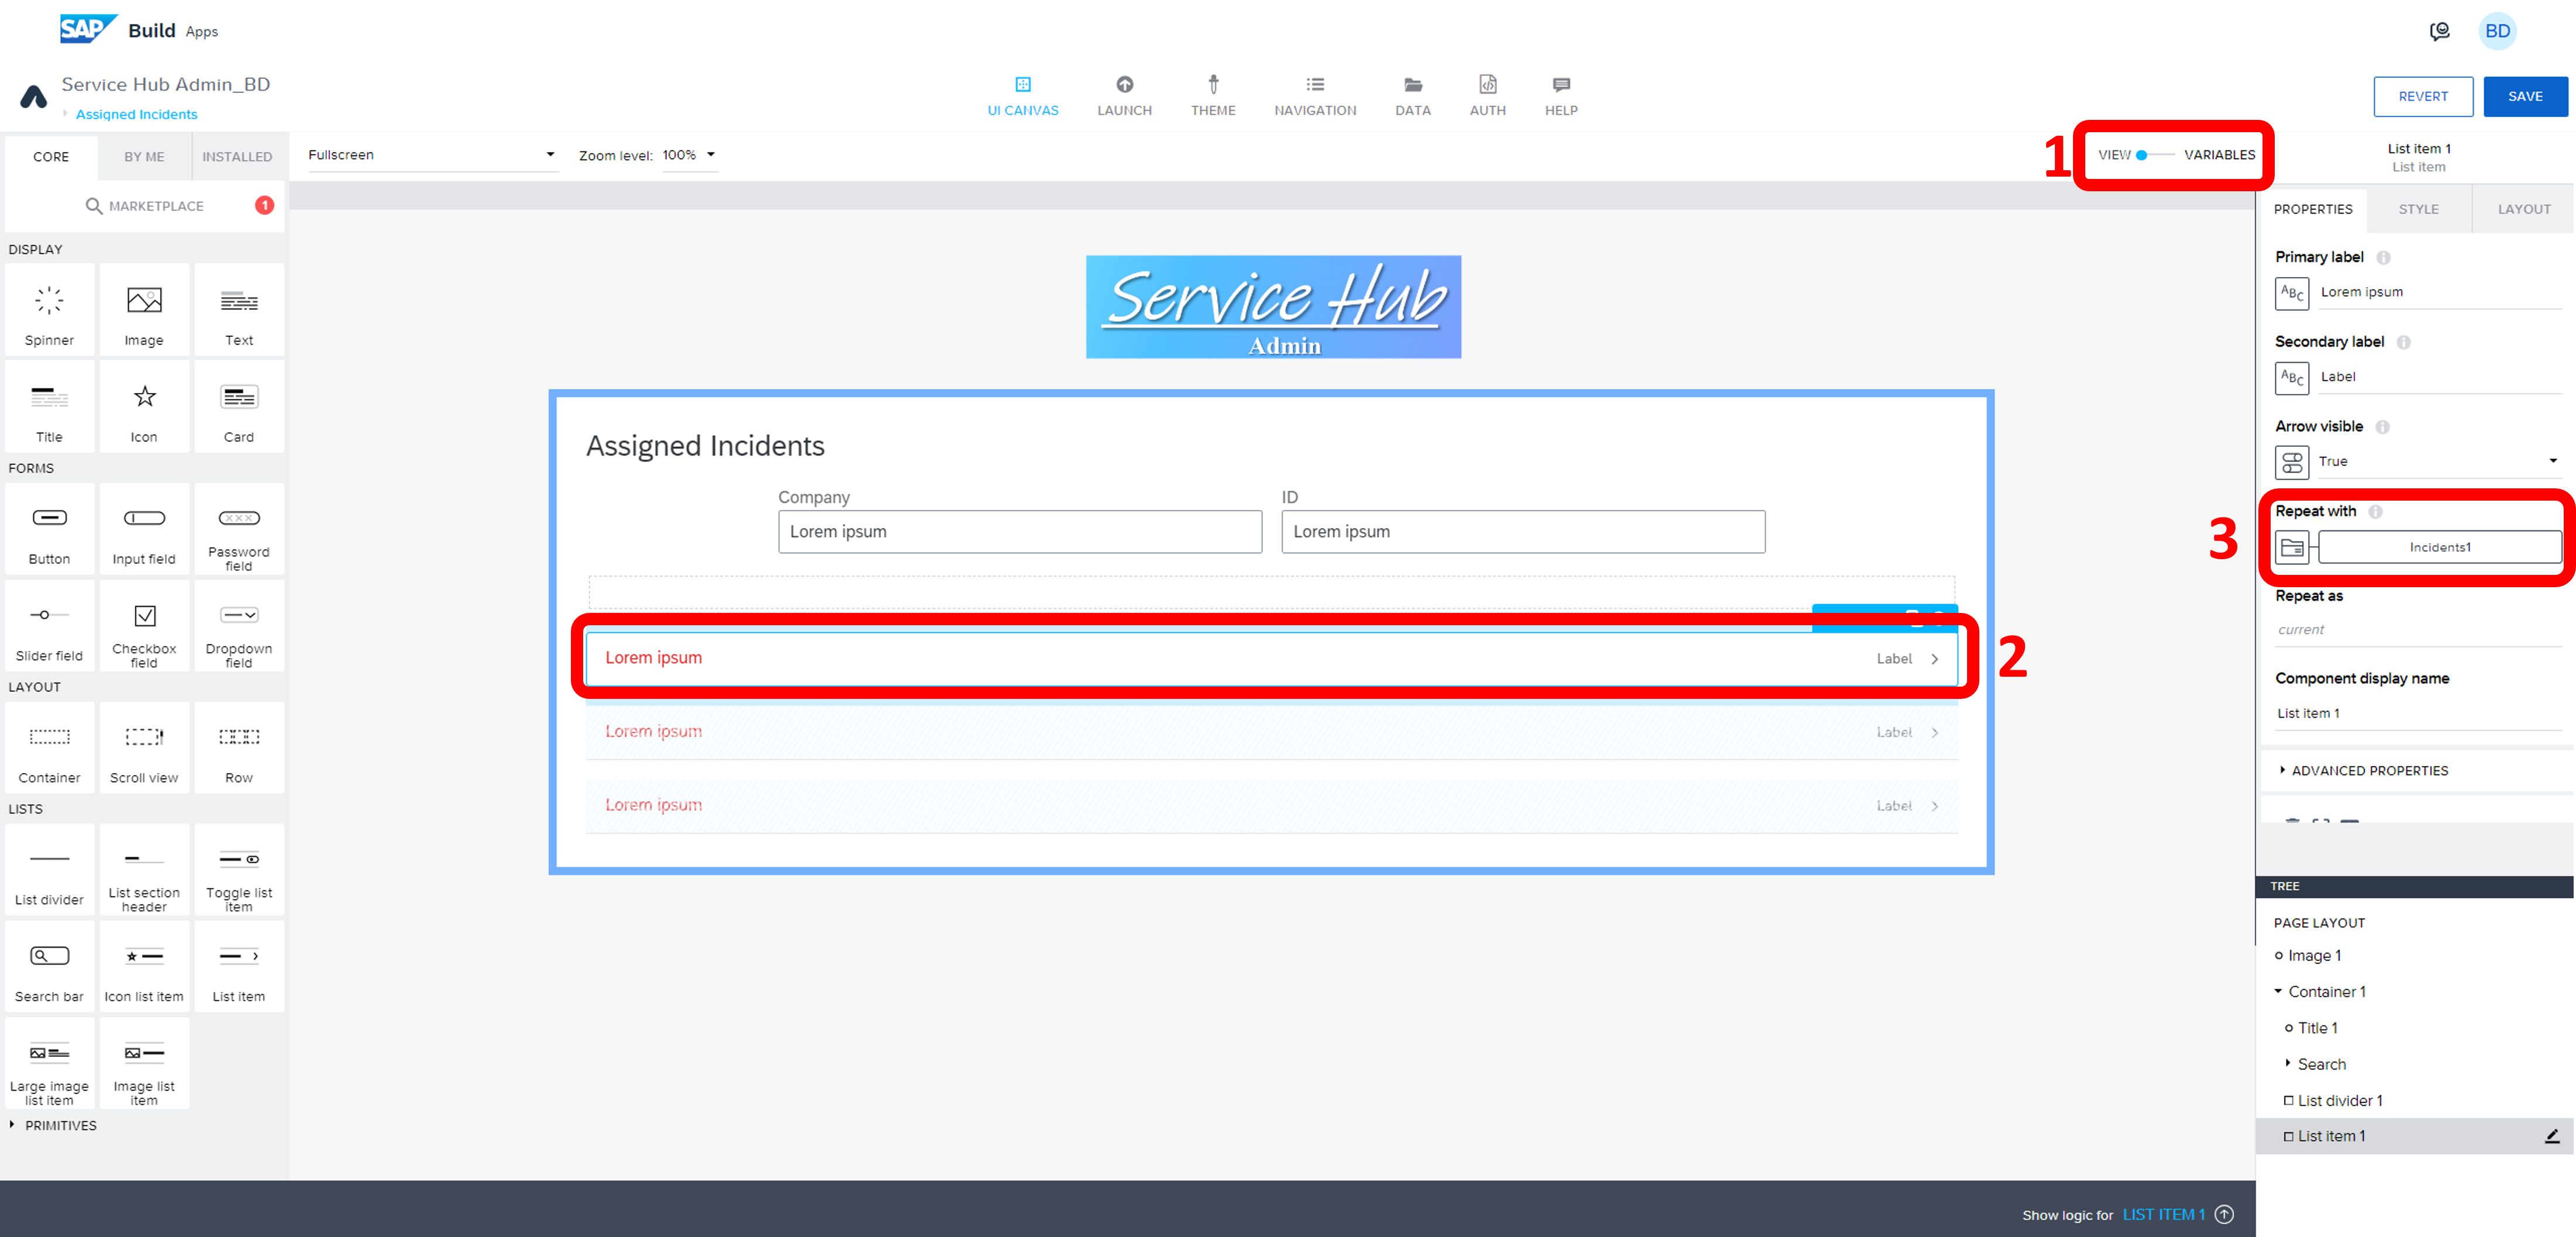 SAP Build Apps
BD
Service Hub Admin_BD
Assigned Incidents
UI CANVAS
LAUNCH
THEME
NAVIGATION
DATA
AUTH
HELP
REVERT
SAVE
CORE
BY ME
INSTALLED
Fullscreen
Zoom level: 100%
1
VIEW
VARIABLES
List item 1
List item
MARKETPLACE
1
PROPERTIES
STYLE
LAYOUT
DISPLAY
Spinner
Image
Text
Title
Icon
Card
FORMS
Button
Input field
Password
field
Slider field
Checkbox
field
Dropdown
field
LAYOUT
Container
Scroll view
Row
LISTS
List divider
List section
header
Toggle list
item
Search bar
Icon list item
List item
Large image
list item
Image list
item
PRIMITIVES
Service Hub
Admin
Assigned Incidents
Company
ID
Lorem ipsum
Lorem ipsum
Lorem ipsum
Label
2
Lorem ipsum
Label
Lorem ipsum
Label
Primary label
ABC
Lorem ipsum
Secondary label
ABC
Label
Arrow visible
True
3
Repeat with
Incidents1
Repeat as
current
Component display name
List item 1
ADVANCED PROPERTIES
TREE
PAGE LAYOUT
Image 1
Container 1
Title 1
Search
List divider 1
List item 1
Show logic for LIST ITEM 1